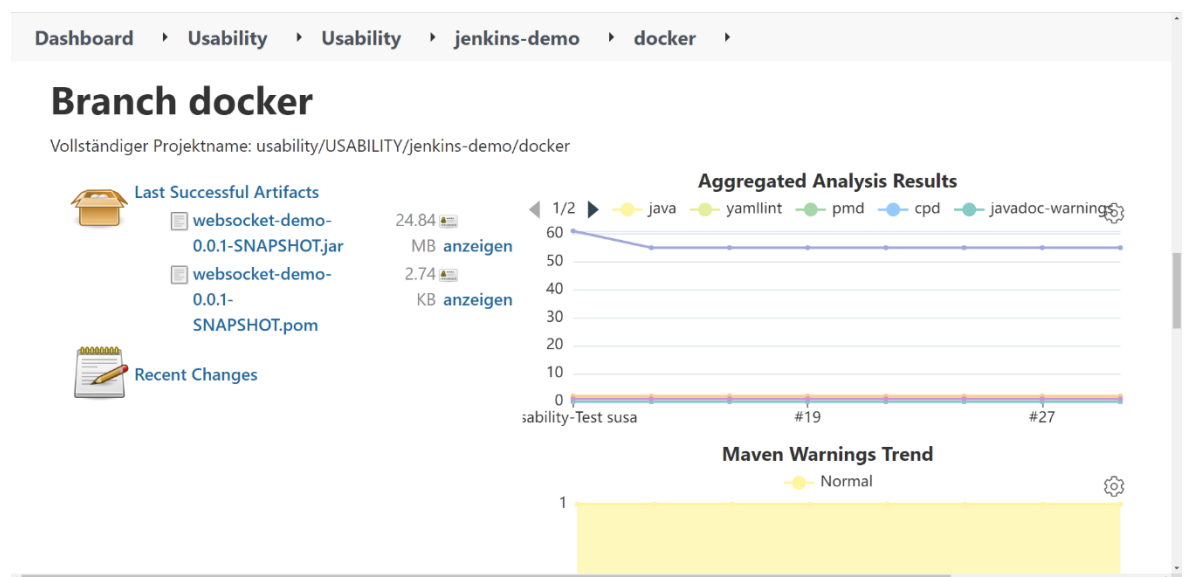 Dashboard Usability Usability jenkins-demo docker
Branch docker
Vollständiger Projektname: usability/USABILITY/jenkins-demo/docker
Last Successful Artifacts
websocket-demo-
0.0.1-SNAPSHOT.jar
24.84
MB anzeigen
websocket-demo-
0.0.1-
SNAPSHOT.pom
2.74
KB anzeigen
Recent Changes
Aggregated Analysis Results
1/2 java yamllint pmd cpd javadoc-warnings
60
50
40
30
20
10
0
sability-Test susa #19 #27
Maven Warnings Trend
Normal
1